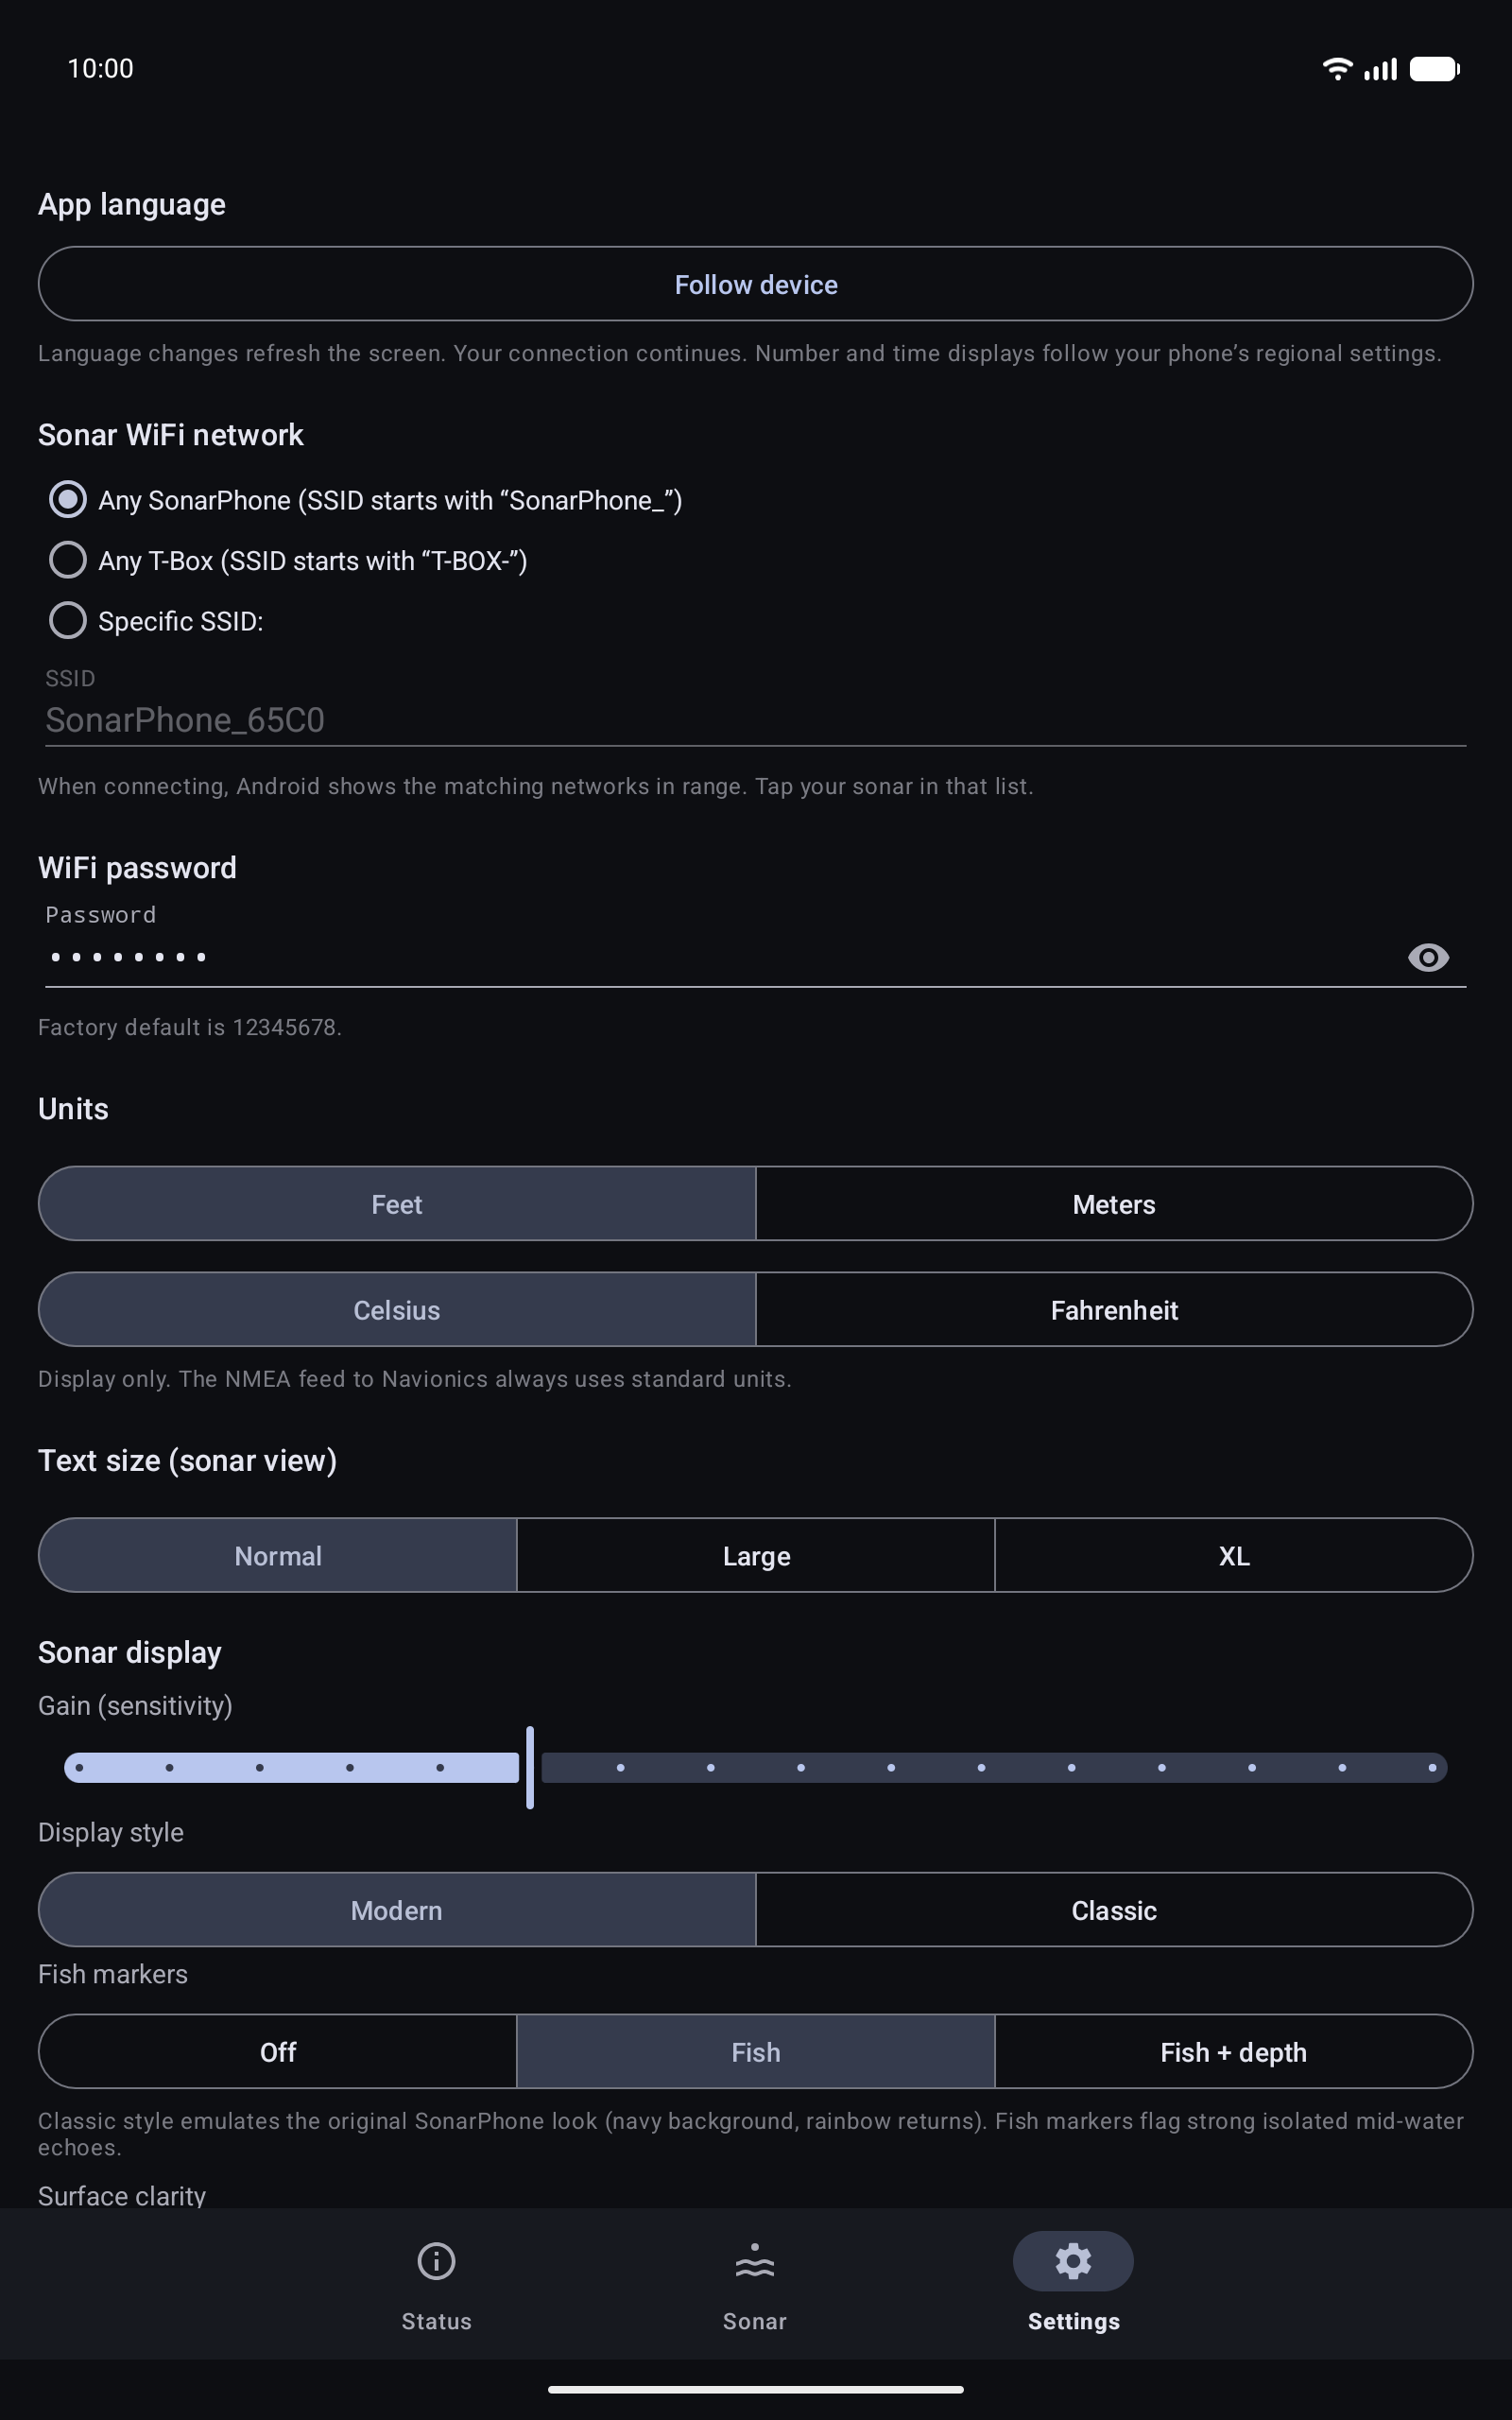 10:00
App language
Follow device
Language changes refresh the screen. Your connection continues. Number and time displays follow your phone’s regional settings.
Sonar WiFi network
Any SonarPhone (SSID starts with “SonarPhone_”)
Any T-Box (SSID starts with “T-BOX-”)
Specific SSID:
SSID
SonarPhone_65C0
When connecting, Android shows the matching networks in range. Tap your sonar in that list.
WiFi password
Password
••••••••
Factory default is 12345678.
Units
Feet Meters
Celsius Fahrenheit
Display only. The NMEA feed to Navionics always uses standard units.
Text size (sonar view)
Normal Large XL
Sonar display
Gain (sensitivity)
Display style
Modern Classic
Fish markers
Off Fish Fish + depth
Classic style emulates the original SonarPhone look (navy background, rainbow returns). Fish markers flag strong isolated mid-water
echoes.
Surface clarity
Status Sonar Settings